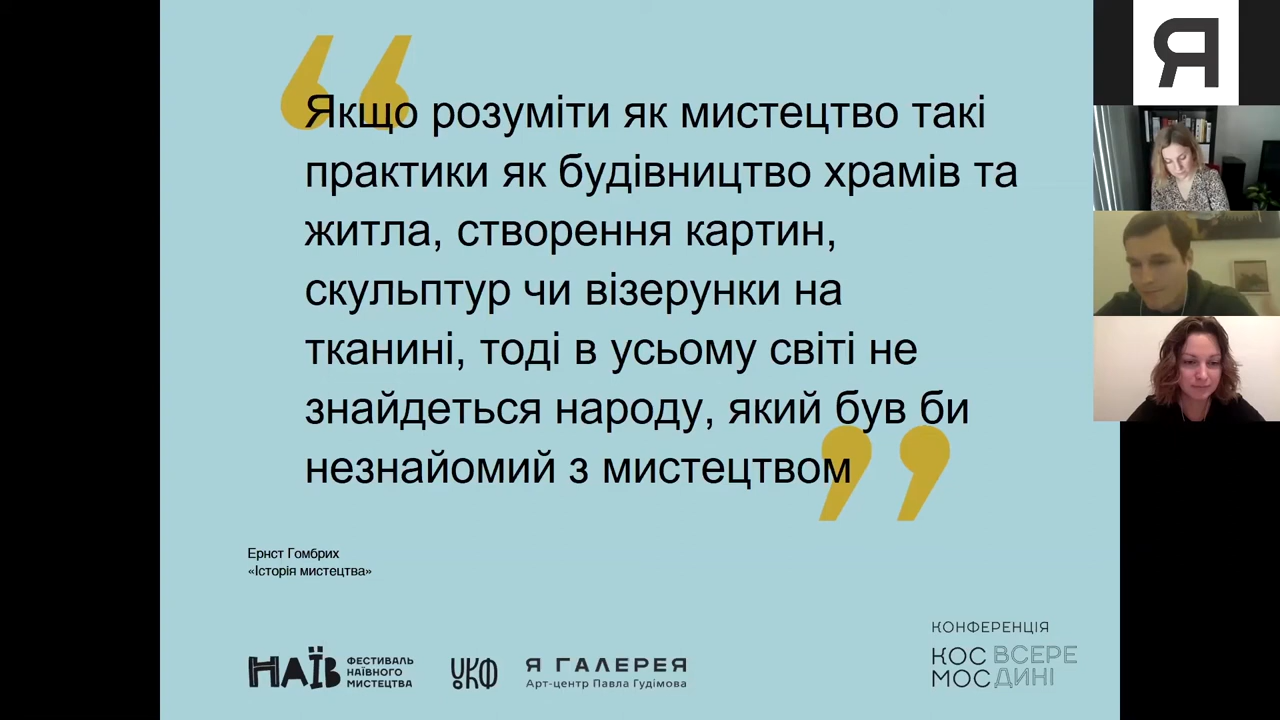 Якщо розуміти як мистецтво такі
практики як будівництво храмів та
житла, створення картин,
скульптур чи візерунки на
тканині, тоді в усьому світі не
знайдеться народу, який був би
незнайомий з мистецтвом
Ернст Гомбрих
«Історія мистецтва»
НАЇВ
ФЕСТИВАЛЬ
НАЇВНОГО
МИСТЕЦТВА
УКФ
Я ГАЛЕРЕЯ
Арт-центр Павла Гудімова
КОНФЕРЕНЦІЯ
КОС ВСЕРЕ
МОС ДИНІ
Я